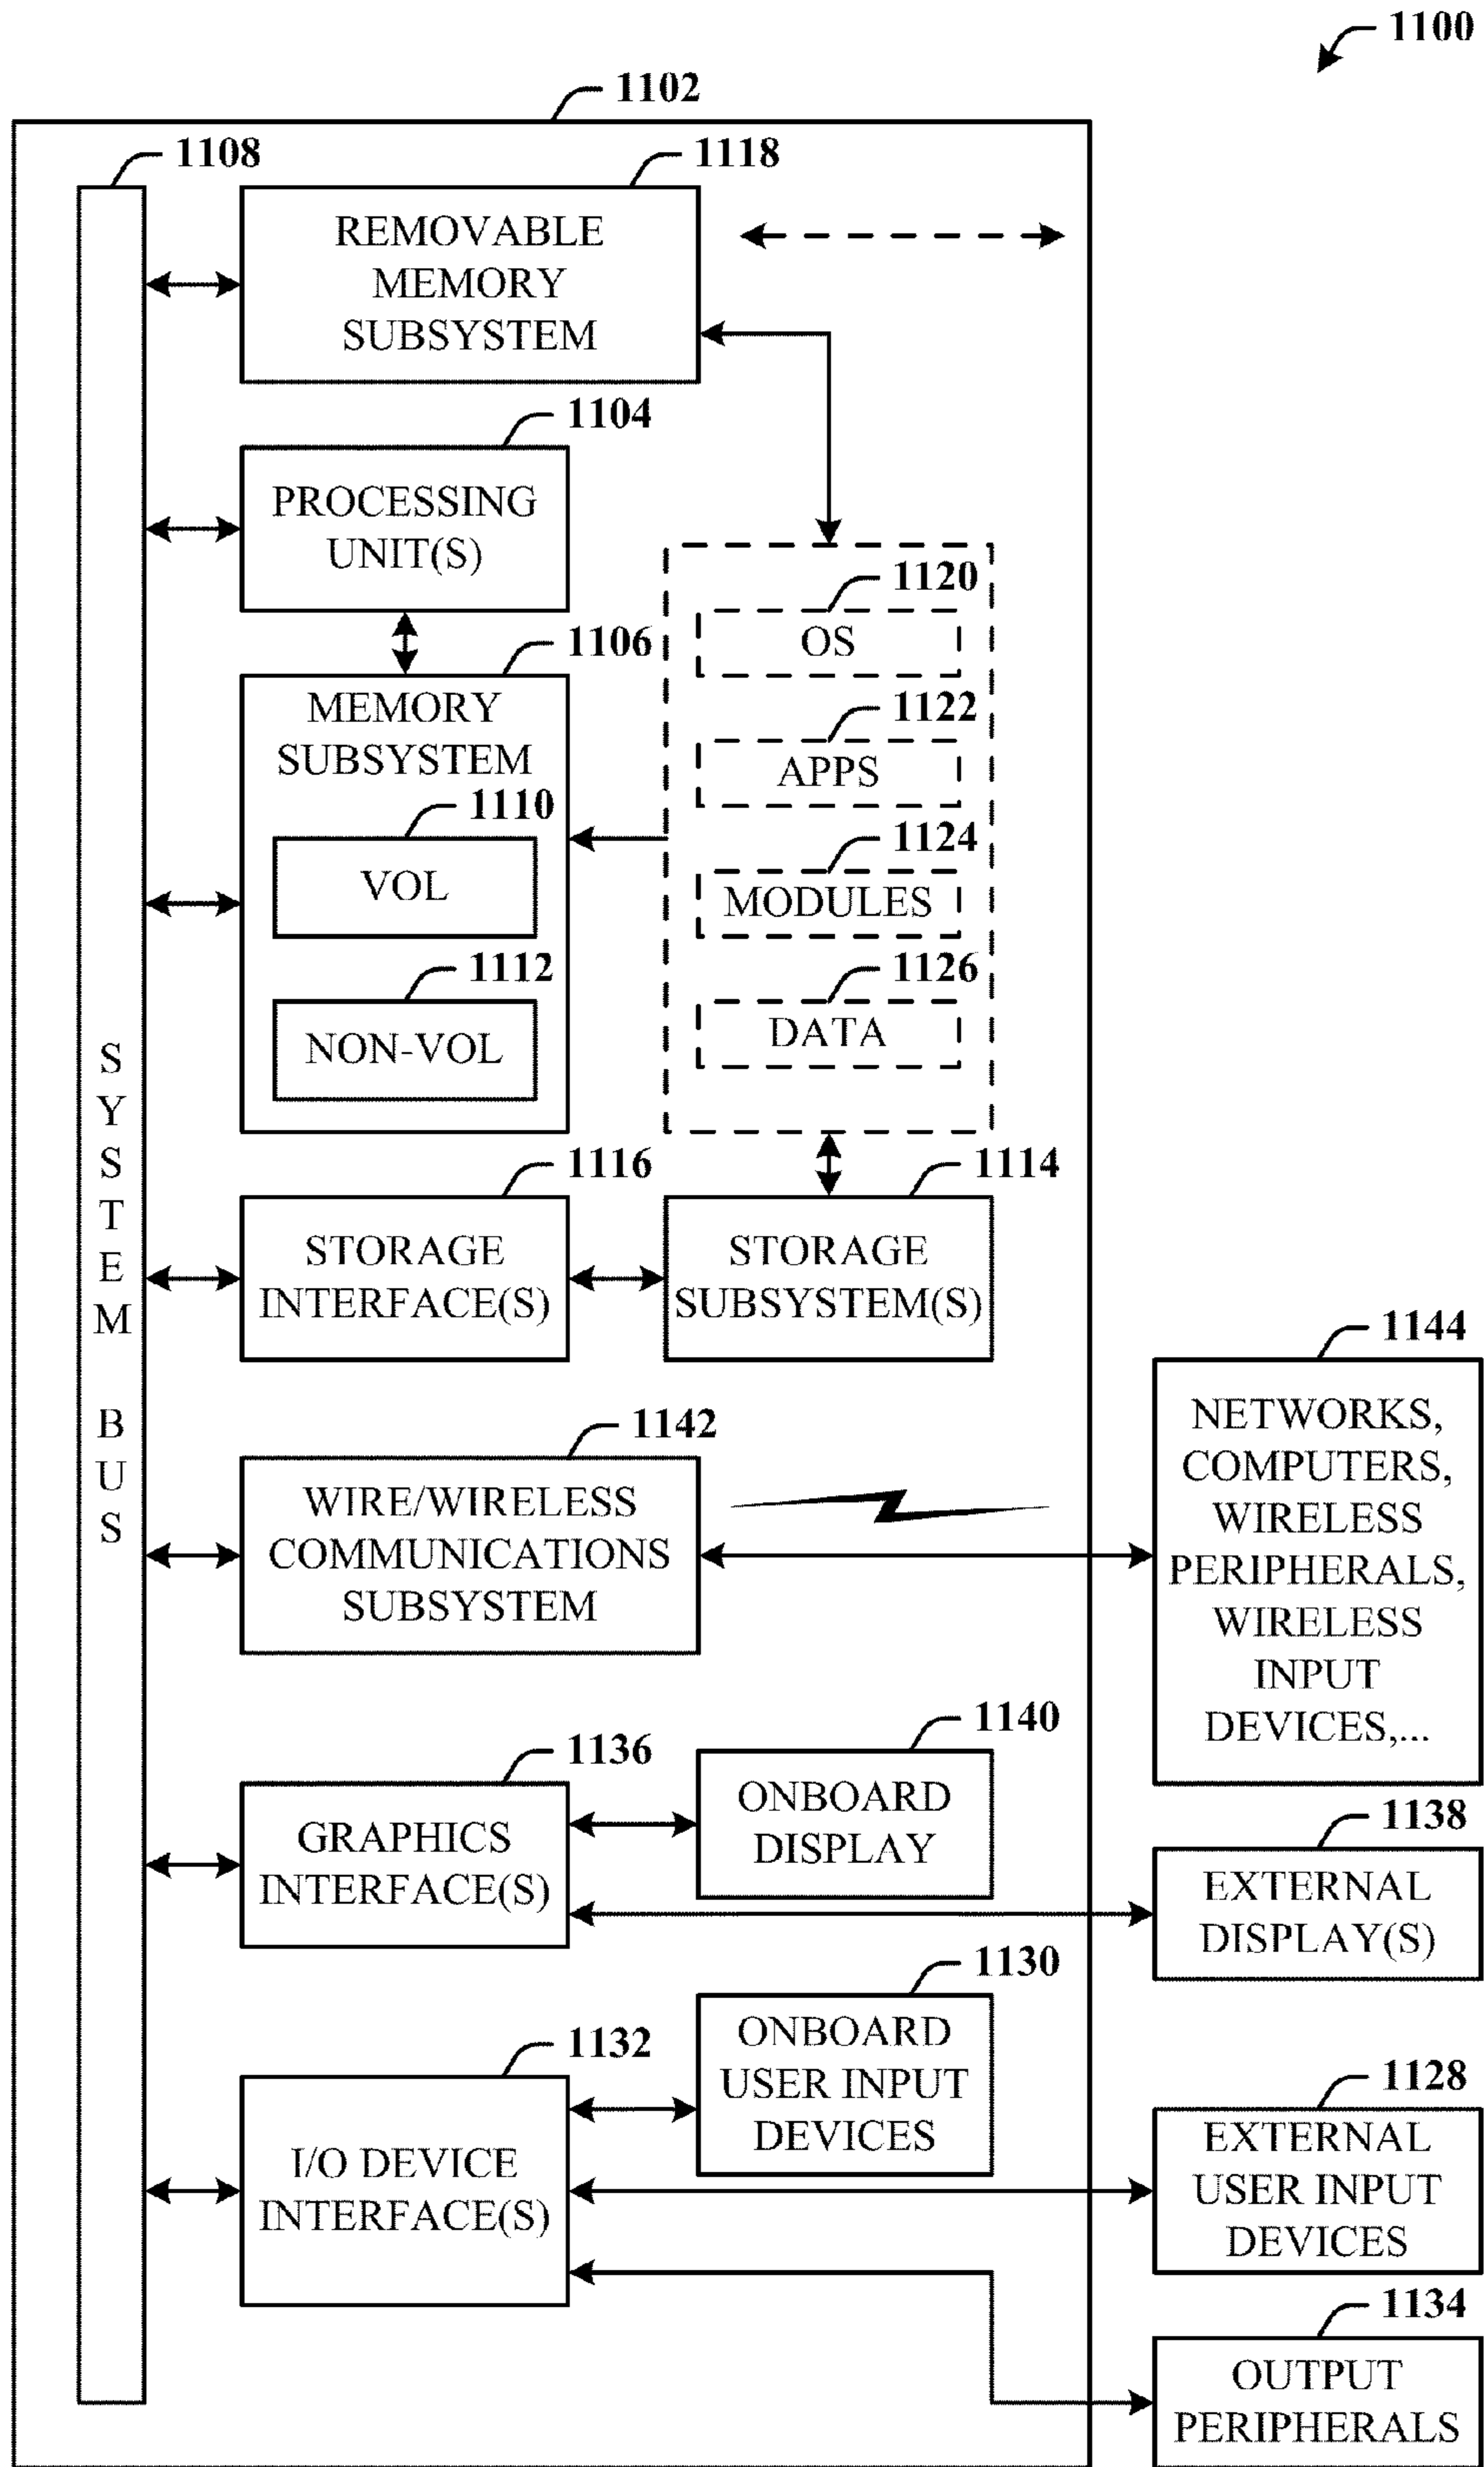 1100
1102
1108
1118
REMOVABLE
MEMORY
SUBSYSTEM
1104
PROCESSING
UNIT(S)
1120
OS
1106
MEMORY
SUBSYSTEM
1122
APPS
1110
VOL
1124
MODULES
1112
NON-VOL
1126
DATA
SYSTEM BUS
1116
STORAGE
INTERFACE(S)
1114
STORAGE
SUBSYSTEM(S)
1144
NETWORKS,
COMPUTERS,
WIRELESS
PERIPHERALS,
WIRELESS
INPUT
DEVICES,...
1142
WIRE/WIRELESS
COMMUNICATIONS
SUBSYSTEM
1140
ONBOARD
DISPLAY
1136
GRAPHICS
INTERFACE(S)
1138
EXTERNAL
DISPLAY(S)
1130
ONBOARD
USER INPUT
DEVICES
1132
I/O DEVICE
INTERFACE(S)
1128
EXTERNAL
USER INPUT
DEVICES
1134
OUTPUT
PERIPHERALS